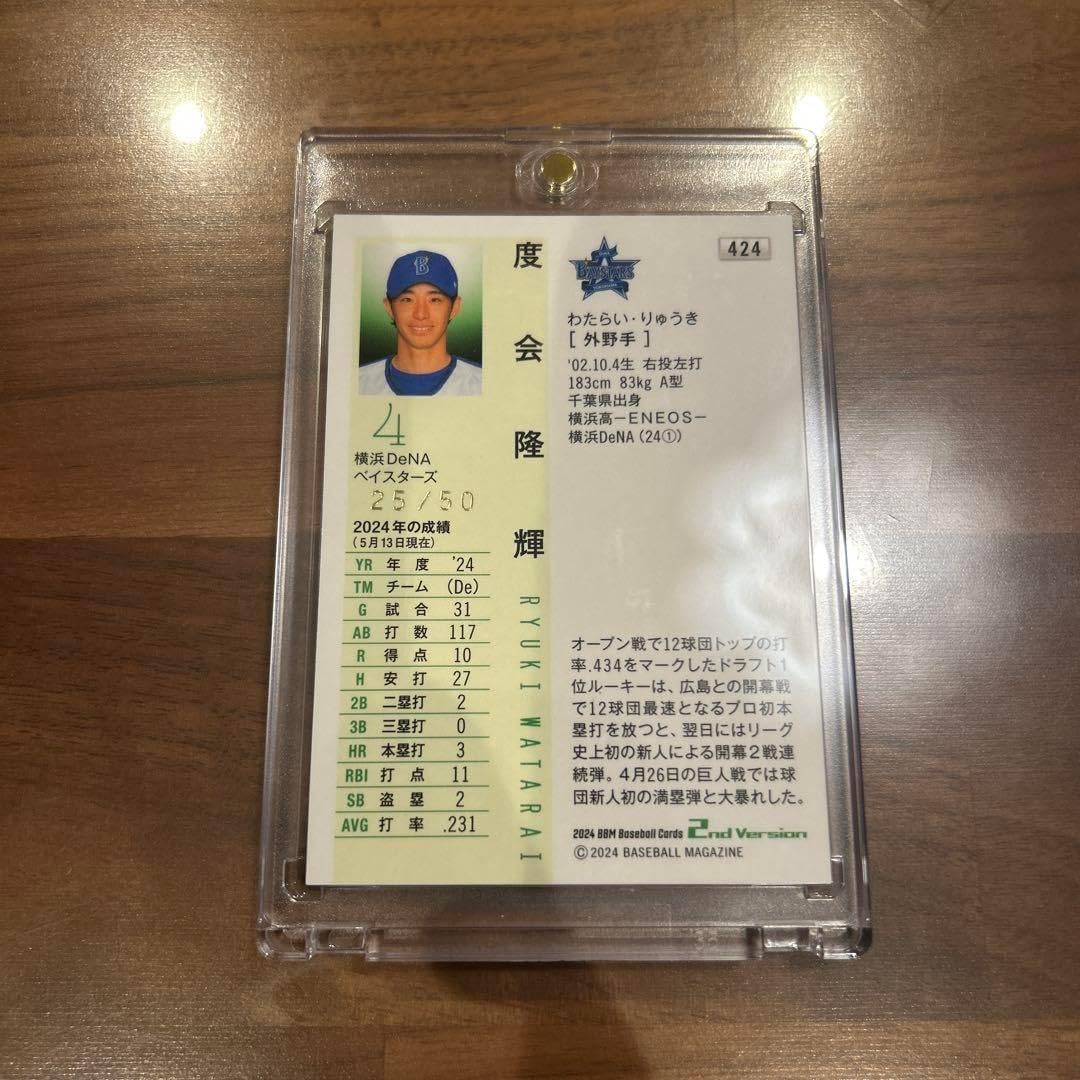 度会隆輝
RYUKI WATARAI
4
横浜DeNA
ベイスターズ
25/50
2024年の成績
(5月13日現在)
YR 年度 '24
TM チーム (De)
G 試合 31
AB 打数 117
R 得点 10
H 安打 27
2B 二塁打 2
3B 三塁打 0
HR 本塁打 3
RBI 打点 11
SB 盗塁 2
AVG 打率 .231
B
BAYSTARS
YOKOHAMA
424
わたらい・りゅうき
[ 外野手 ]
'02.10.4生 右投左打
183cm 83kg A型
千葉県出身
横浜高−ENEOS−
横浜DeNA(24①)
オープン戦で12球団トップの打
率.434をマークしたドラフト1
位ルーキーは、広島との開幕戦
で12球団最速となるプロ初本
塁打を放つと、翌日にはリーグ
史上初の新人による開幕2戦連
続弾。4月26日の巨人戦では球
団新人初の満塁弾と大暴れした。
2024 BBM Baseball Cards 2nd Version
©2024 BASEBALL MAGAZINE